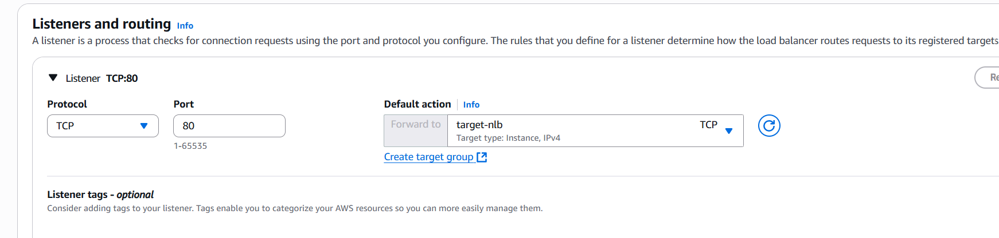 Listeners and routing Info
A listener is a process that checks for connection requests using the port and protocol you configure. The rules that you define for a listener determine how the load balancer routes requests to its registered targets
Listener TCP:80
Protocol Port Default action Info
TCP 80 Forward to target-nlb TCP
Target type: Instance, IPv4
1-65535
Create target group
Listener tags - optional
Consider adding tags to your listener. Tags enable you to categorize your AWS resources so you can more easily manage them.